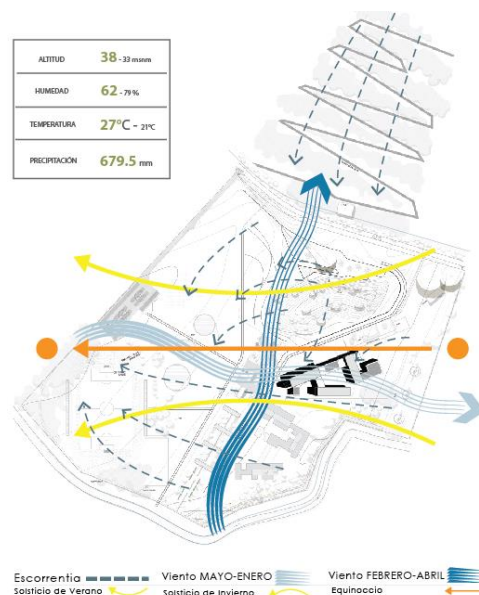 ALTITUD 38 - 33 msnm
HUMEDAD 62 - 79 %
TEMPERATURA 27°C - 21°C
PRECIPITACIÓN 679.5 mm
Escorrentia Viento MAYO-ENERO Viento FEBRERO-ABRIL
Solsticio de Verano Solsticio de Invierno Equinoccio